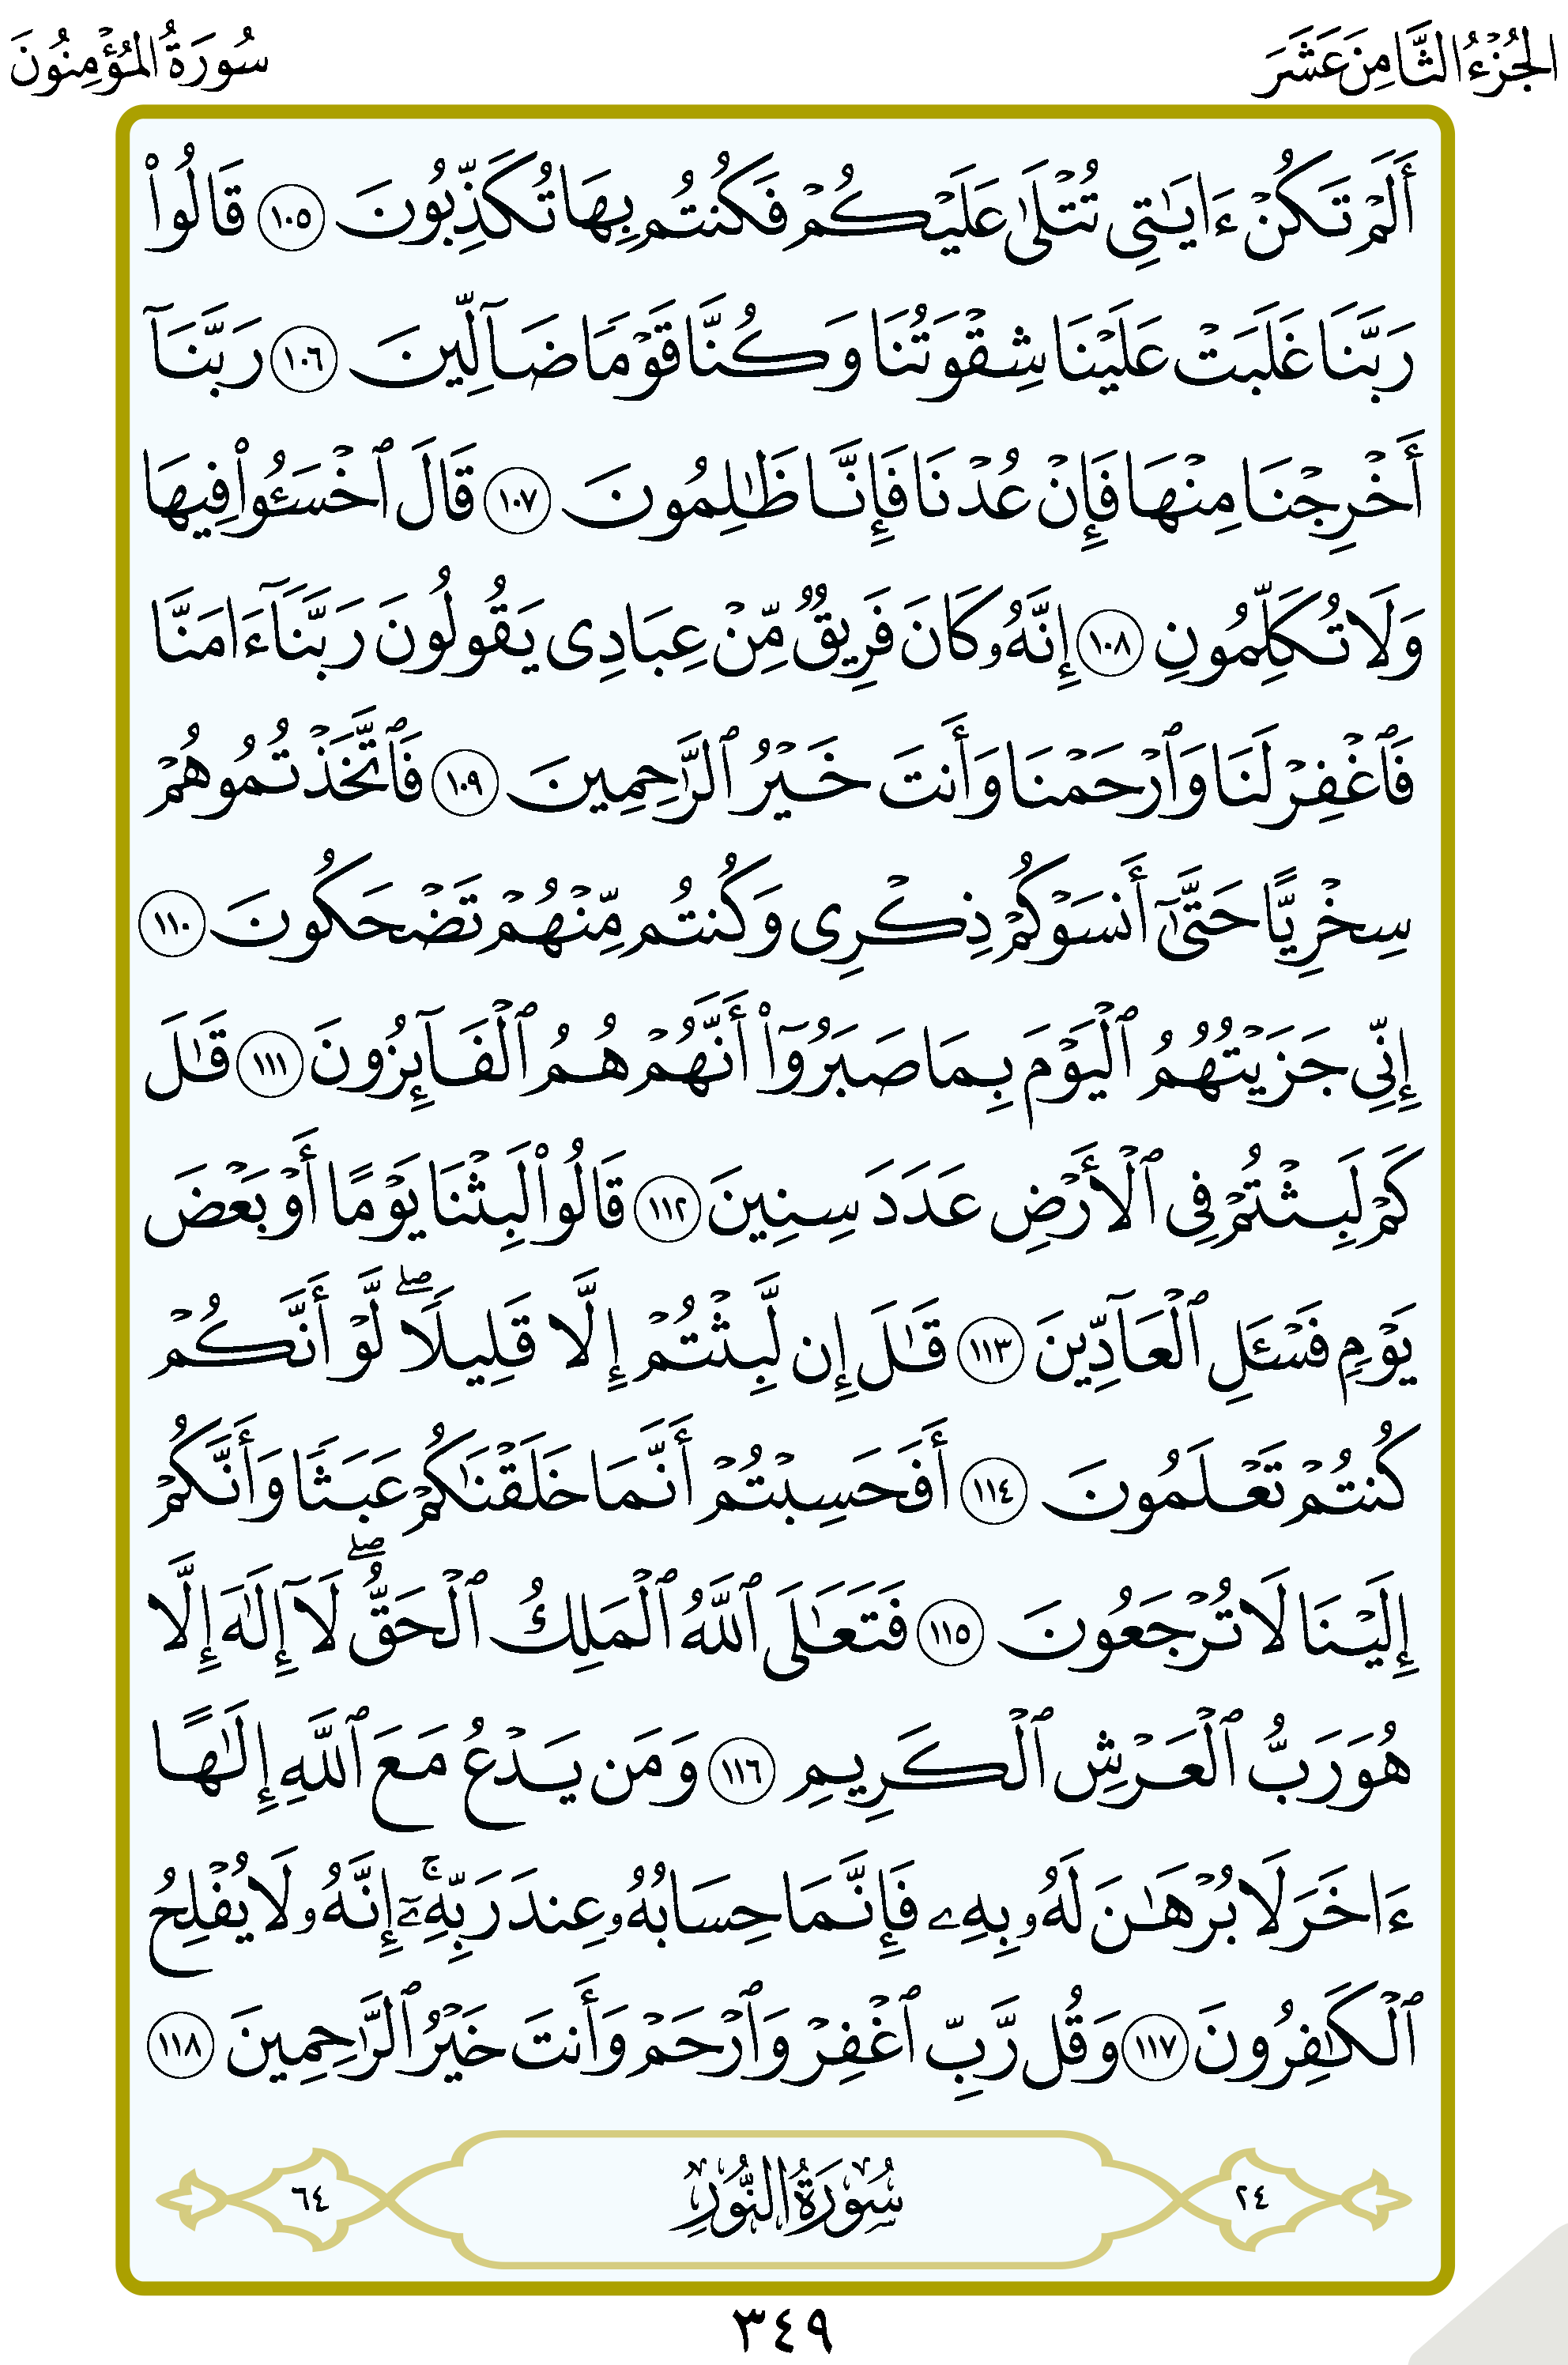 الجُزْءُ الثَّامِنَ عَشَرَ
سُورَةُ المُؤْمِنُونَ
أَلَمْ تَكُنْ ءَايَٰتِى تُتْلَىٰ عَلَيْكُمْ فَكُنتُم بِهَا تُكَذِّبُونَ ١٠٥ قَالُوا۟
رَبَّنَا غَلَبَتْ عَلَيْنَا شِقْوَتُنَا وَكُنَّا قَوْمًا ضَآلِّينَ ١٠٦ رَبَّنَآ
أَخْرِجْنَا مِنْهَا فَإِنْ عُدْنَا فَإِنَّا ظَٰلِمُونَ ١٠٧ قَالَ ٱخْسَـُٔوا۟ فِيهَا
وَلَا تُكَلِّمُونِ ١٠٨ إِنَّهُۥ كَانَ فَرِيقٌ مِّنْ عِبَادِى يَقُولُونَ رَبَّنَآ ءَامَنَّا
فَٱغْفِرْ لَنَا وَٱرْحَمْنَا وَأَنتَ خَيْرُ ٱلرَّٰحِمِينَ ١٠٩ فَٱتَّخَذْتُمُوهُمْ
سِخْرِيًّا حَتَّىٰٓ أَنسَوْكُمْ ذِكْرِى وَكُنتُم مِّنْهُمْ تَضْحَكُونَ ١١٠
إِنِّى جَزَيْتُهُمُ ٱلْيَوْمَ بِمَا صَبَرُوٓا۟ أَنَّهُمْ هُمُ ٱلْفَآئِزُونَ ١١١ قَٰلَ
كَمْ لَبِثْتُمْ فِى ٱلْأَرْضِ عَدَدَ سِنِينَ ١١٢ قَالُوا۟ لَبِثْنَا يَوْمًا أَوْ بَعْضَ
يَوْمٍ فَسْـَٔلِ ٱلْعَآدِّينَ ١١٣ قَٰلَ إِن لَّبِثْتُمْ إِلَّا قَلِيلًا ۖ لَّوْ أَنَّكُمْ
كُنتُمْ تَعْلَمُونَ ١١٤ أَفَحَسِبْتُمْ أَنَّمَا خَلَقْنَٰكُمْ عَبَثًا وَأَنَّكُمْ
إِلَيْنَا لَا تُرْجَعُونَ ١١٥ فَتَعَٰلَى ٱللَّهُ ٱلْمَلِكُ ٱلْحَقُّ ۖ لَآ إِلَٰهَ إِلَّا
هُوَ رَبُّ ٱلْعَرْشِ ٱلْكَرِيمِ ١١٦ وَمَن يَدْعُ مَعَ ٱللَّهِ إِلَٰهًا
ءَاخَرَ لَا بُرْهَٰنَ لَهُۥ بِهِۦ فَإِنَّمَا حِسَابُهُۥ عِندَ رَبِّهِۦٓ ۚ إِنَّهُۥ لَا يُفْلِحُ
ٱلْكَٰفِرُونَ ١١٧ وَقُل رَّبِّ ٱغْفِرْ وَٱرْحَمْ وَأَنتَ خَيْرُ ٱلرَّٰحِمِينَ ١١٨
٢٤ سُورَةُ النُّورِ ٦٤
٣٤٩